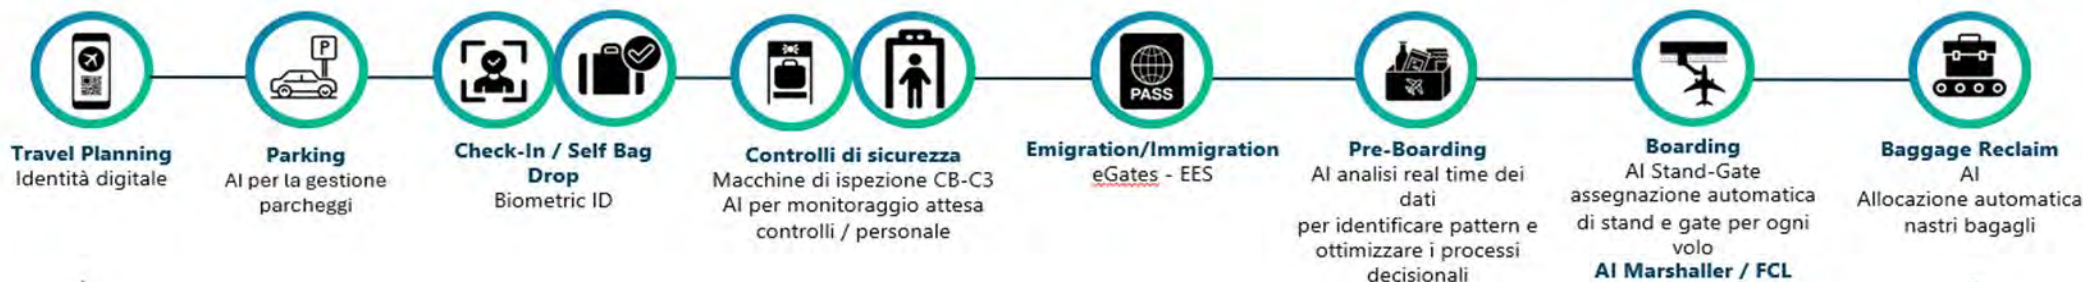 P
PASS
Travel Planning
Identità digitale
Parking
AI per la gestione
parcheggi
Check-In / Self Bag
Drop
Biometric ID
Controlli di sicurezza
Macchine di ispezione CB-C3
AI per monitoraggio attesa
controlli / personale
Emigration/Immigration
eGates - EES
Pre-Boarding
AI analisi real time dei
dati
per identificare pattern e
ottimizzare i processi
decisionali
Boarding
AI Stand-Gate
assegnazione automatica
di stand e gate per ogni
volo
AI Marshaller / FCL
Baggage Reclaim
AI
Allocazione automatica
nastri bagagli